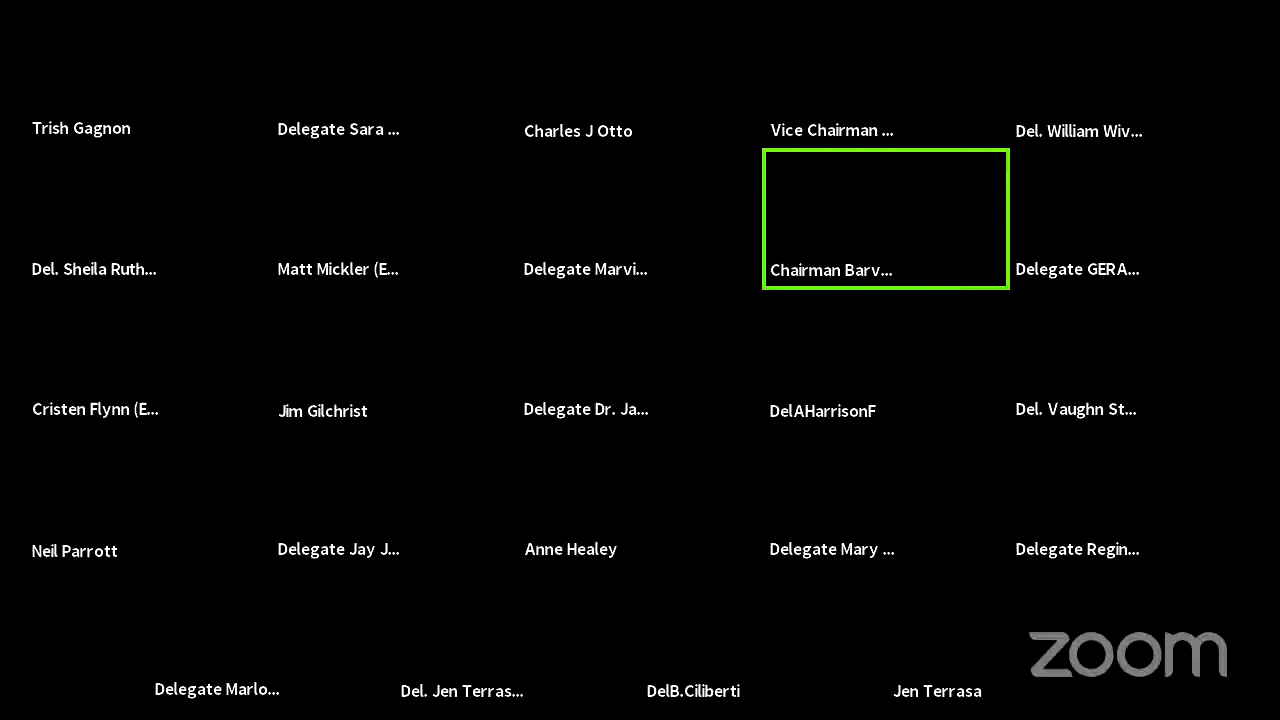 Trish Gagnon
Delegate Sara ...
Charles J Otto
Vice Chairman ...
Del. William Wiv...
Del. Sheila Ruth...
Matt Mickler (E...
Delegate Marvi...
Chairman Barv...
Delegate GERA...
Cristen Flynn (E...
Jim Gilchrist
Delegate Dr. Ja...
DelAHarrisonF
Del. Vaughn St...
Neil Parrott
Delegate Jay J...
Anne Healey
Delegate Mary ...
Delegate Regin...
Delegate Marlo...
Del. Jen Terras...
DelB.Ciliberti
Jen Terrasa
zoom